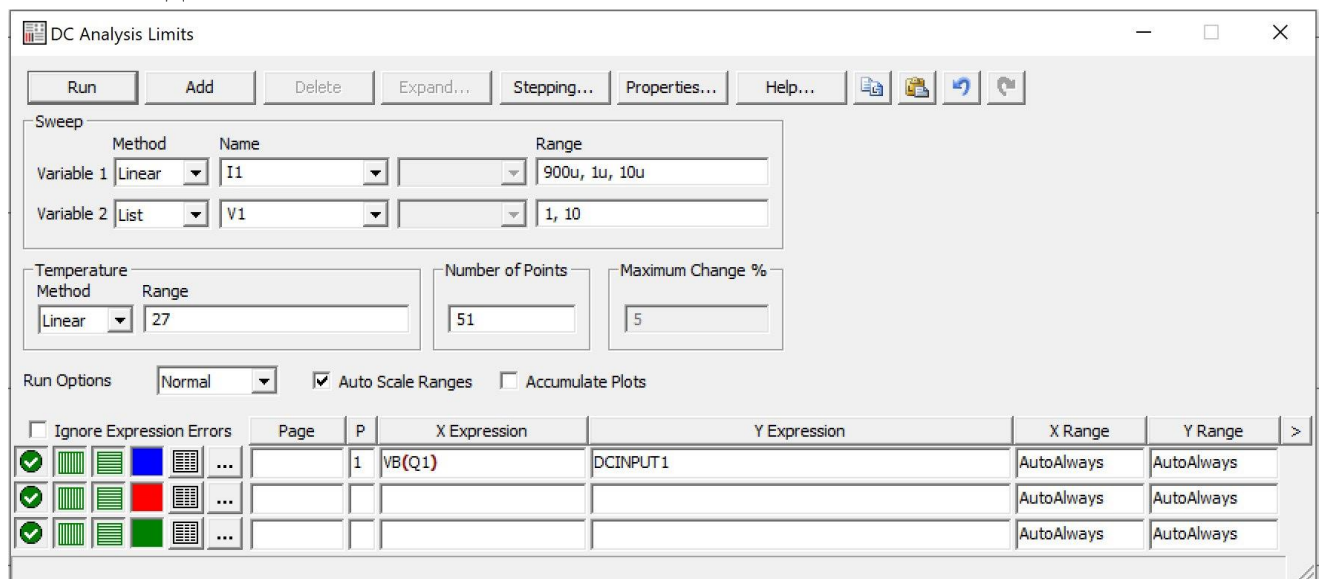 DC Analysis Limits
Run Add Delete Expand... Stepping... Properties... Help...
Sweep
Method Name Range
Variable 1 Linear I1 900u, 1u, 10u
Variable 2 List V1 1, 10
Temperature Number of Points Maximum Change %
Method Range
Linear 27 51 5
Run Options Normal Auto Scale Ranges Accumulate Plots
Ignore Expression Errors Page P X Expression Y Expression X Range Y Range >
... 1 VB(Q1) DCINPUT1 AutoAlways AutoAlways
... AutoAlways AutoAlways
... AutoAlways AutoAlways